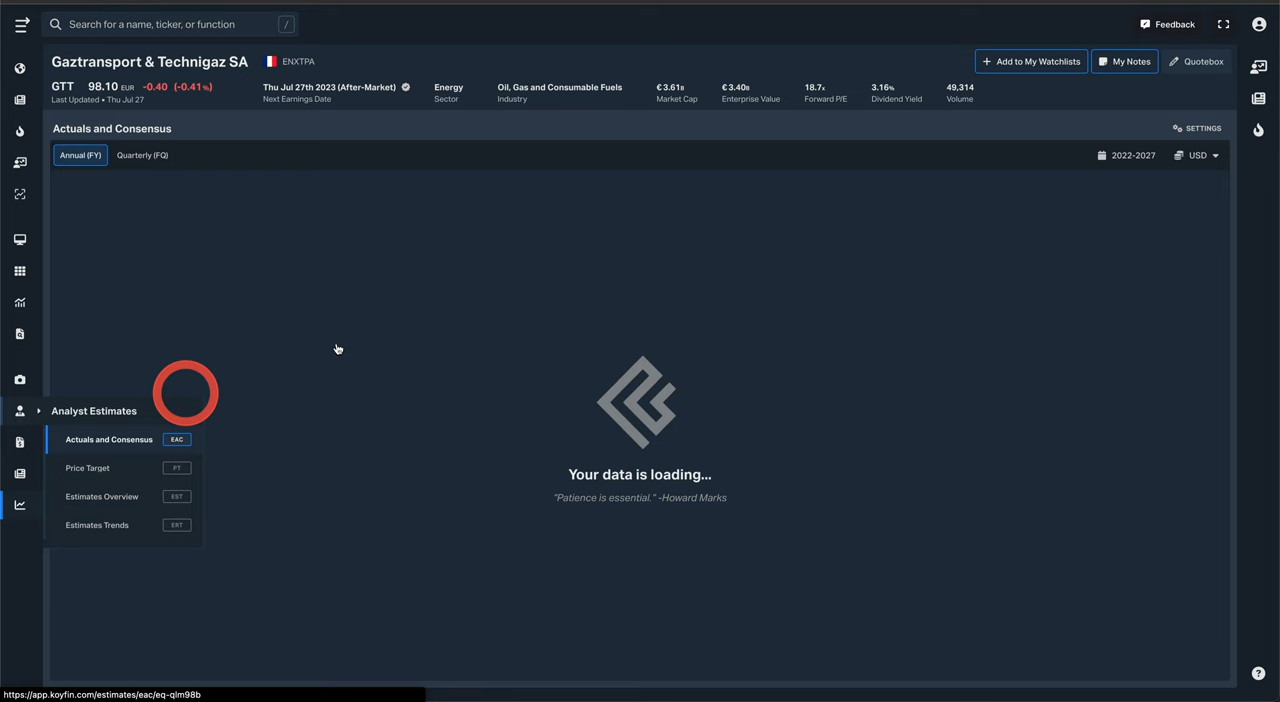 Search for a name, ticker, or function /
Feedback
Gaztransport & Technigaz SA ENXTPA
+ Add to My Watchlists My Notes Quotebox
GTT 98.10 EUR -0.40 (-0.41%)
Last Updated • Thu Jul 27
Thu Jul 27th 2023 (After-Market)
Next Earnings Date
Energy
Sector
Oil, Gas and Consumable Fuels
Industry
€3.61B
Market Cap
€3.40B
Enterprise Value
18.7x
Forward P/E
3.16%
Dividend Yield
49,314
Volume
Actuals and Consensus
SETTINGS
Annual (FY) Quarterly (FQ)
2022-2027 USD
Analyst Estimates
Actuals and Consensus EAC
Price Target PT
Estimates Overview EST
Estimates Trends ERT
Your data is loading...
“Patience is essential.” -Howard Marks
https://app.koyfin.com/estimates/eac/eq-qlm98b
?